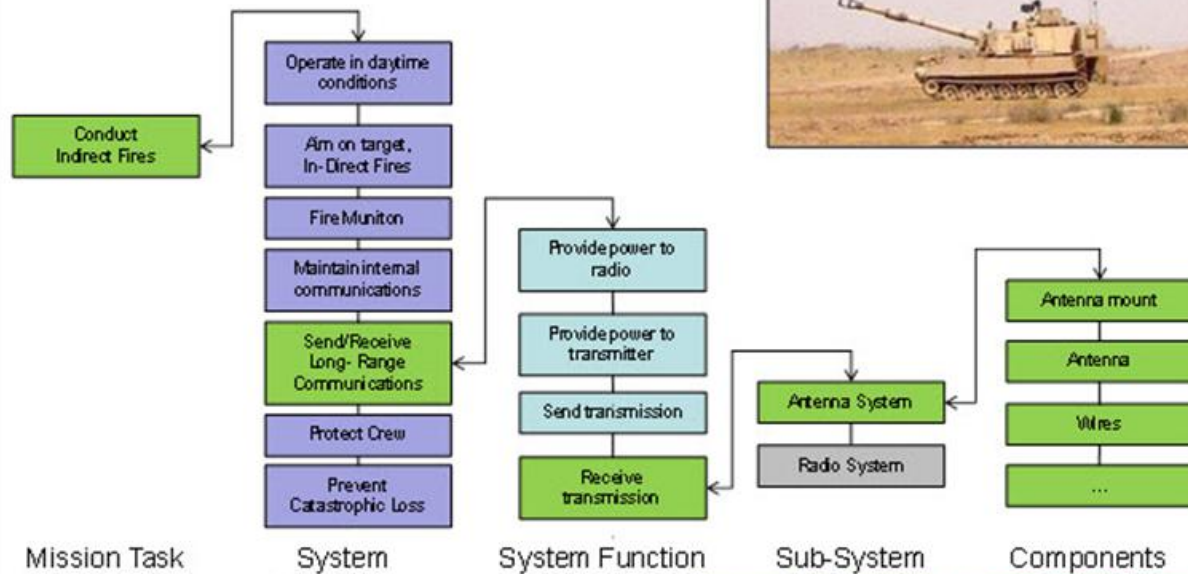 Conduct
Indirect Fires
Operate in daytime
conditions
Aim on target,
In-Direct Fires
Fire Muniton
Maintain internal
communications
Send/Receive
Long- Range
Communications
Protect Crew
Prevent
Catastrophic Loss
Provide power to
radio
Provide power to
transmitter
Send transmission
Receive
transmission
Antenna System
Radio System
Antenna mount
Antenna
Wires
...
Mission Task
System
System Function
Sub-System
Components